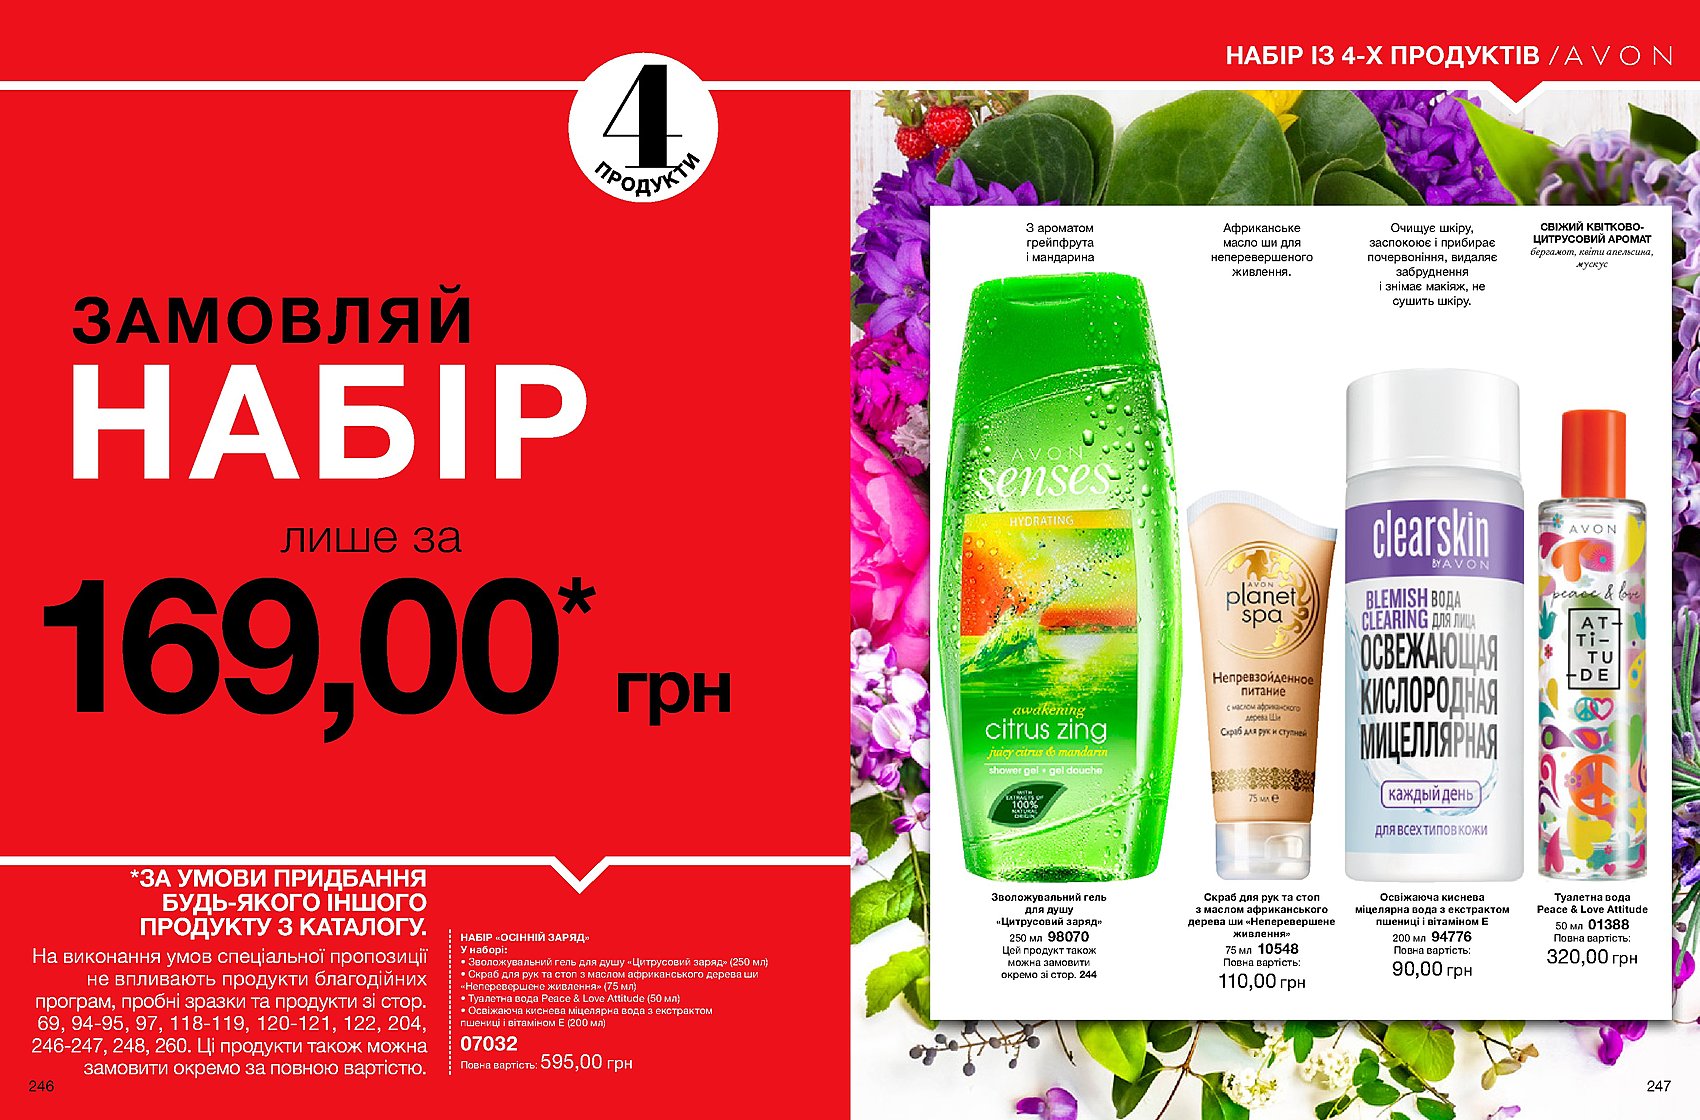 4
ПРОДУКТИ
ЗАМОВЛЯЙ
НАБІР
лише за
169,00* грн
*ЗА УМОВИ ПРИДБАННЯ
БУДЬ-ЯКОГО ІНШОГО
ПРОДУКТУ З КАТАЛОГУ.
На виконання умов спеціальної пропозиції
не впливають продукти благодійних
програм, пробні зразки та продукти зі стор.
69, 94-95, 97, 118-119, 120-121, 122, 204,
246-247, 248, 260. Ці продукти також можна
замовити окремо за повною вартістю.
246
НАБІР «ОСІННІЙ ЗАРЯД»
У наборі:
• Зволожувальний гель для душу «Цитрусовий заряд» (250 мл)
• Скраб для рук та стоп з маслом африканського дерева ши
«Неперевершене живлення» (75 мл)
• Туалетна вода Peace & Love Attitude (50 мл)
• Освіжаюча киснева міцелярна вода з екстрактом
пшениці і вітаміном Е (200 мл)
07032
Повна вартість: 595,00 грн
НАБІР ІЗ 4-Х ПРОДУКТІВ / AVON
З ароматом
грейпфрута
і мандарина
Африканське
масло ши для
неперевершеного
живлення.
Очищує шкіру,
заспокоює і прибирає
почервоніння, видаляє
забруднення
і знімає макіяж, не
сушить шкіру.
СВІЖИЙ КВІТКОВО-
ЦИТРУСОВИЙ АРОМАТ
бергамот, квіти апельсина,
мускус
AVON
senses
HYDRATING
awakening
citrus zing
juicy citrus & mandarin
shower gel • gel douche
WITH
EXTRACTS OF
100%
NATURAL
ORIGIN
AVON
planet
spa
Непревзойденное
питание
с маслом африканского
дерева Ши
Скраб для рук и ступней
75 мл ℮
clearskin
BY AVON
BLEMISH ВОДА
CLEARING ДЛЯ ЛИЦА
ОСВЕЖАЮЩАЯ
КИСЛОРОДНАЯ
МИЦЕЛЛЯРНАЯ
каждый день
ДЛЯ ВСЕХ ТИПОВ КОЖИ
AVON
peace & love
AT-
TI-
TU
-DE
Зволожувальний гель
для душу
«Цитрусовий заряд»
250 мл 98070
Цей продукт також
можна замовити
окремо зі стор. 244
Скраб для рук та стоп
з маслом африканського
дерева ши «Неперевершене
живлення»
75 мл 10548
Повна вартість:
110,00 грн
Освіжаюча киснева
міцелярна вода з екстрактом
пшениці і вітаміном Е
200 мл 94776
Повна вартість:
90,00 грн
Туалетна вода
Peace & Love Attitude
50 мл 01388
Повна вартість:
320,00 грн
247